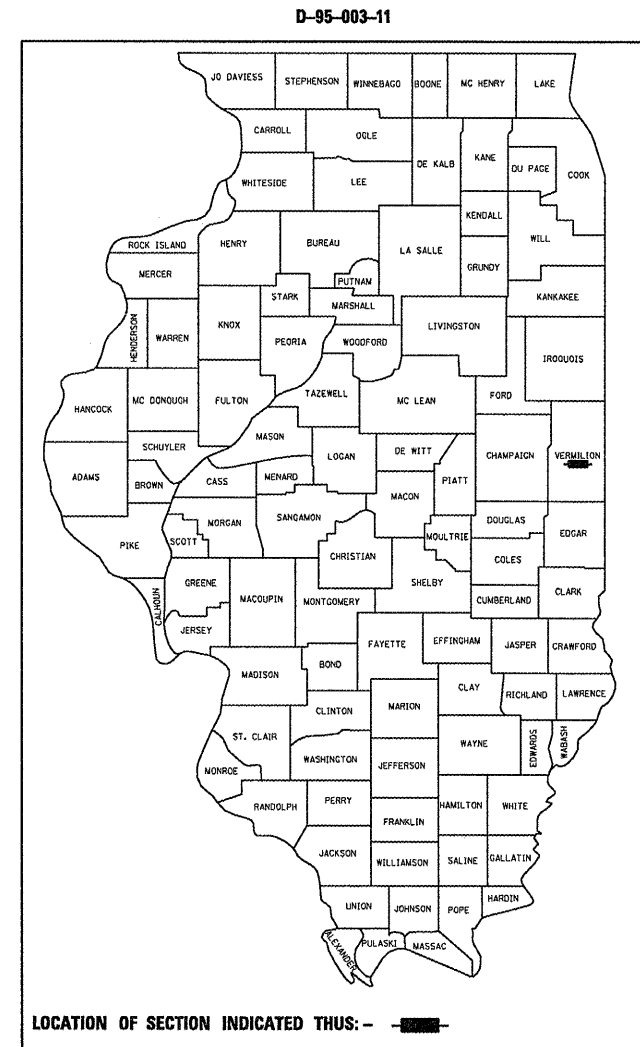 D-95-003-11
JO DAVIESS STEPHENSON WINNEBAGO BOONE MC HENRY LAKE
CARROLL OGLE DE KALB KANE DU PAGE COOK
WHITESIDE LEE
KENDALL
ROCK ISLAND HENRY BUREAU LA SALLE WILL
MERCER PUTNAM GRUNDY
STARK MARSHALL KANKAKEE
HENDERSON WARREN KNOX PEORIA WOODFORD LIVINGSTON IROQUOIS
HANCOCK MC DONOUGH FULTON TAZEWELL MC LEAN FORD
SCHUYLER MASON LOGAN DE WITT CHAMPAIGN VERMILION
ADAMS BROWN CASS MENARD PIATT
MACON
PIKE SCOTT MORGAN SANGAMON CHRISTIAN MOULTRIE DOUGLAS EDGAR
COLES
CALHOUN GREENE MACOUPIN MONTGOMERY SHELBY CUMBERLAND CLARK
JERSEY FAYETTE EFFINGHAM JASPER CRAWFORD
MADISON BOND
CLAY RICHLAND LAWRENCE
CLINTON MARION
ST. CLAIR WAYNE EDWARDS WABASH
MONROE WASHINGTON JEFFERSON
RANDOLPH PERRY HAMILTON WHITE
FRANKLIN
JACKSON WILLIAMSON SALINE GALLATIN
UNION JOHNSON POPE HARDIN
ALEXANDER PULASKI MASSAC
LOCATION OF SECTION INDICATED THUS: -